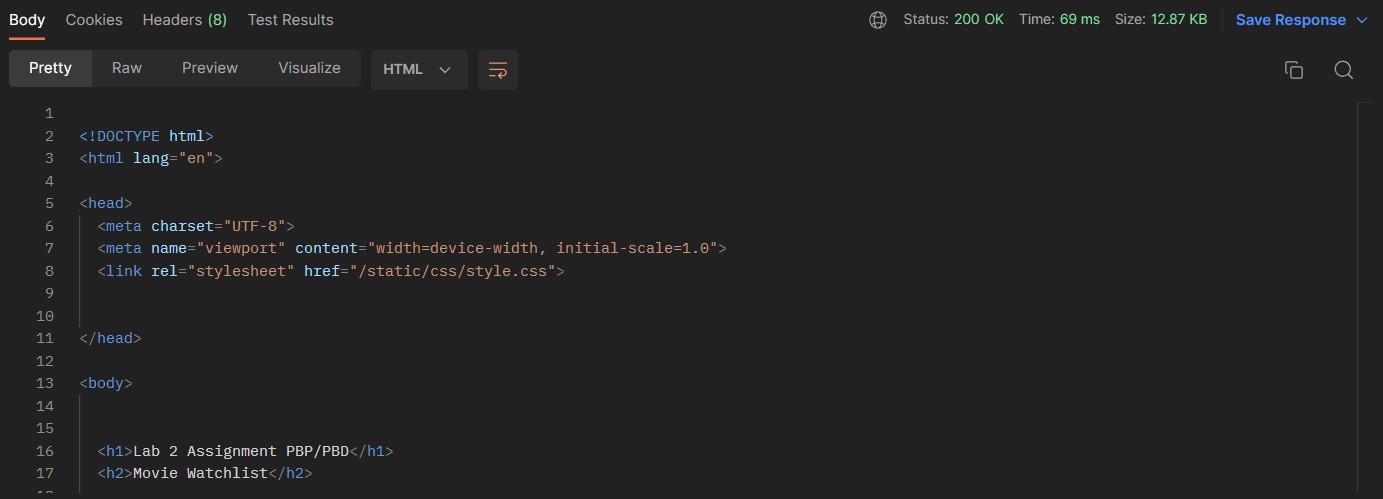 Body Cookies Headers (8) Test Results Status: 200 OK Time: 69 ms Size: 12.87 KB Save Response
Pretty Raw Preview Visualize HTML
1
2 <!DOCTYPE html>
3 <html lang="en">
4
5 <head>
6 <meta charset="UTF-8">
7 <meta name="viewport" content="width=device-width, initial-scale=1.0">
8 <link rel="stylesheet" href="/static/css/style.css">
9
10
11 </head>
12
13 <body>
14
15
16 <h1>Lab 2 Assignment PBP/PBD</h1>
17 <h2>Movie Watchlist</h2>